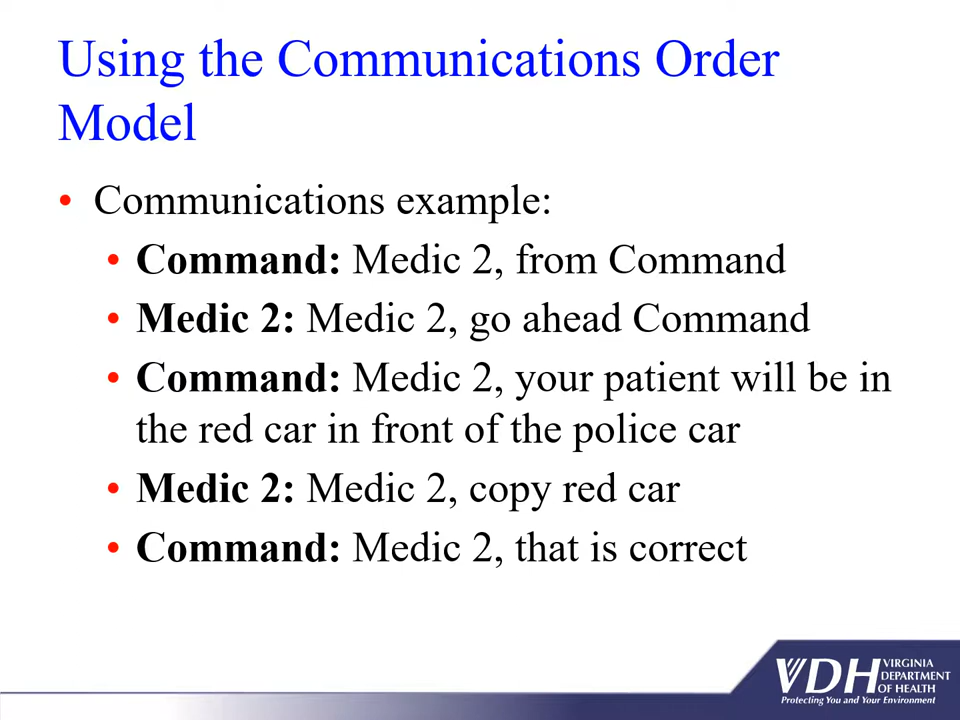 Using the Communications Order
Model
• Communications example:
• Command: Medic 2, from Command
• Medic 2: Medic 2, go ahead Command
• Command: Medic 2, your patient will be in
the red car in front of the police car
• Medic 2: Medic 2, copy red car
• Command: Medic 2, that is correct
VDH VIRGINIA
DEPARTMENT
OF HEALTH
Protecting You and Your Environment